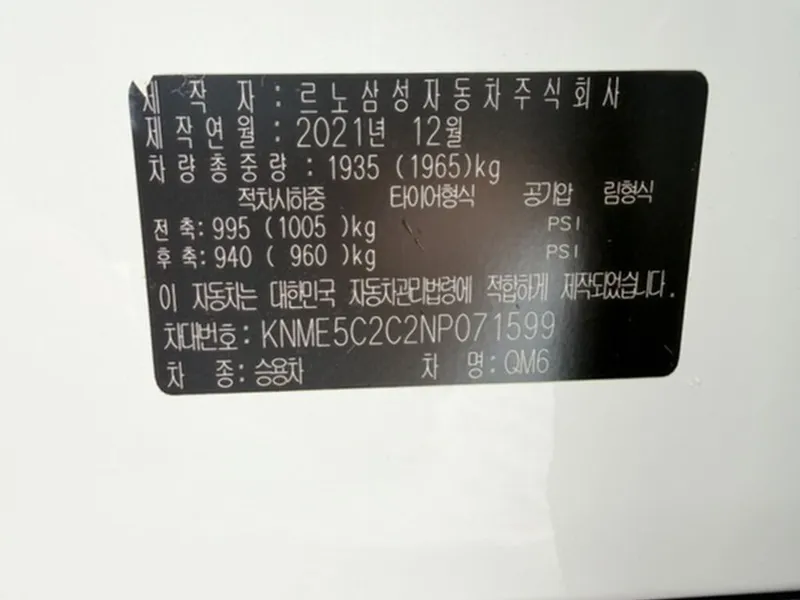 제 작 자 : 르노삼성자동차주식회사
제작연월 : 2021년 12월
차 량 총 중 량 : 1935 (1965)kg
적차시하중 타이어형식 공기압 림형식
전 축 : 995 (1005 )kg PSI
후 축 : 940 ( 960 )kg PSI
이 자동차는 대한민국 자동차관리법령에 적합하게 제작되었습니다.
차대번호 : KNME5C2C2NP071599
차 종 : 승용차 차 명 : QM6